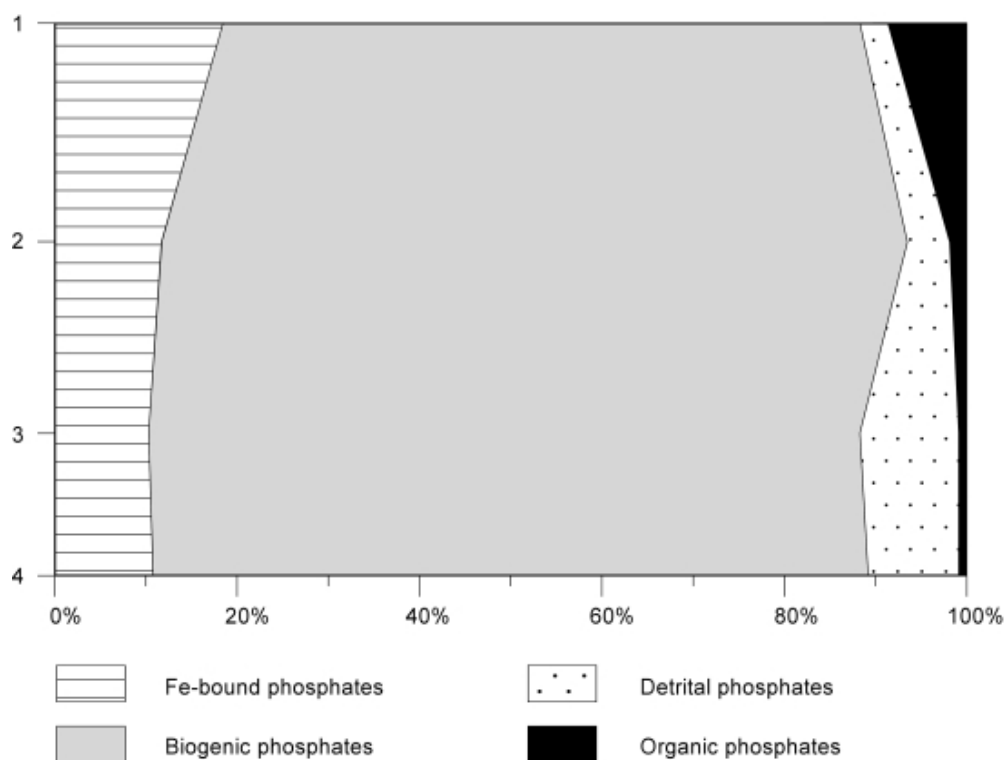 1
2
3
4
0% 20% 40% 60% 80% 100%
Fe-bound phosphates Detrital phosphates
Biogenic phosphates Organic phosphates